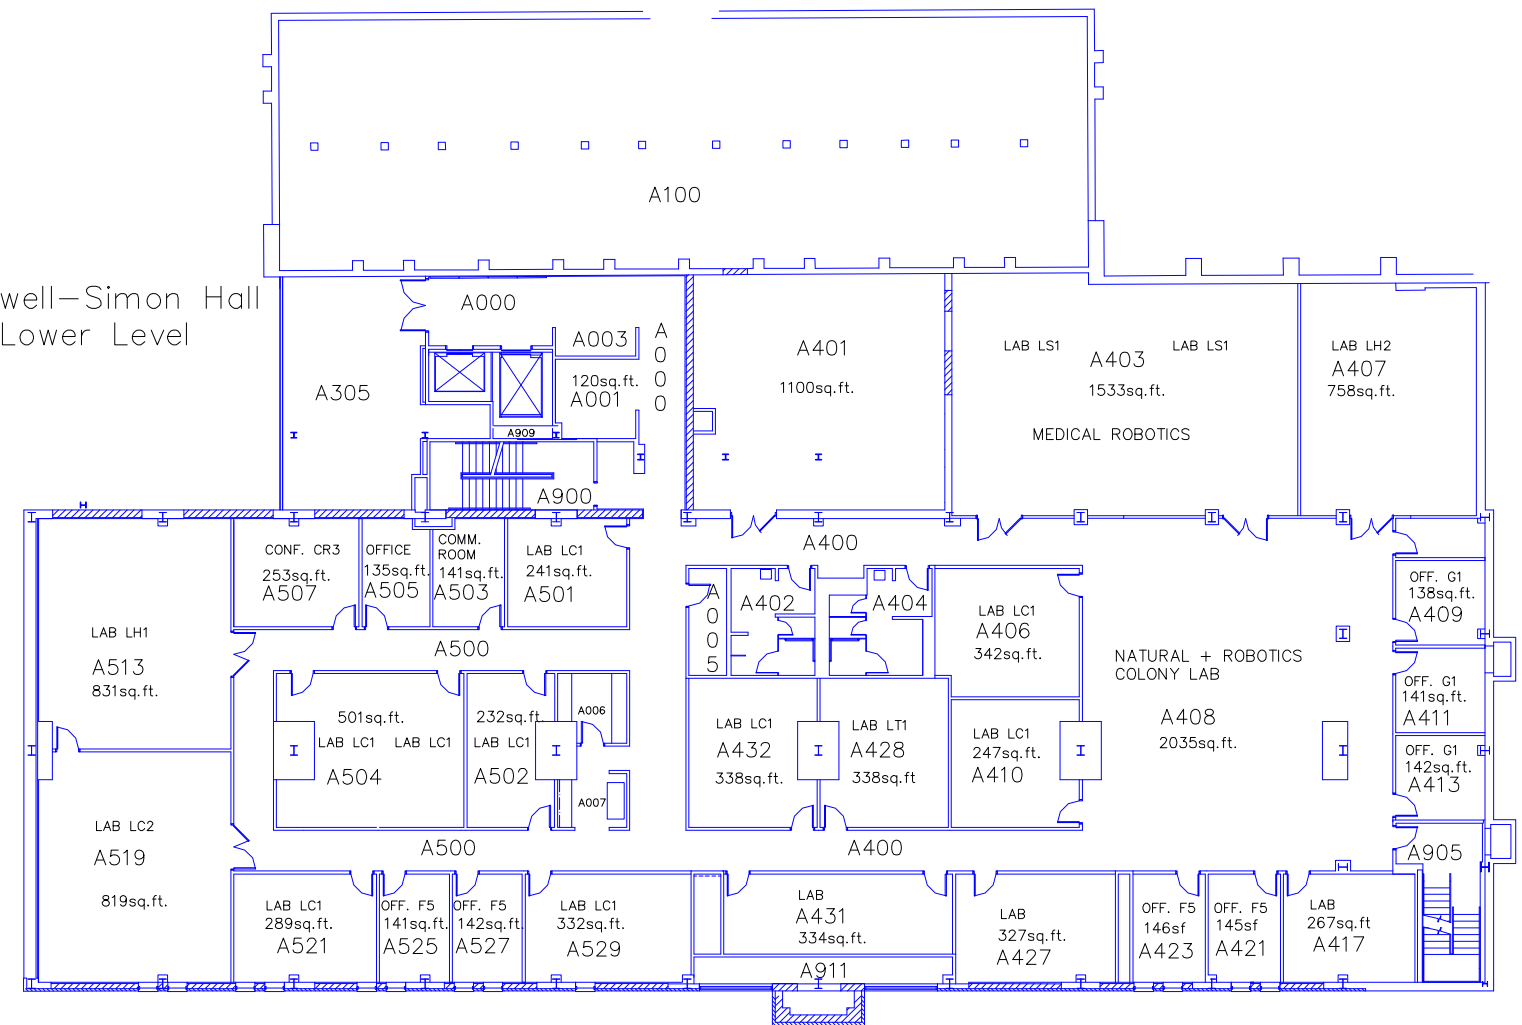 A100
well-Simon Hall
Lower Level
A000
A003
A
0
0
0
120sq.ft.
A001
A305
A909
A900
A401
1100sq.ft.
LAB LS1
LAB LS1
A403
1533sq.ft.
MEDICAL ROBOTICS
LAB LH2
A407
758sq.ft.
A400
CONF. CR3
253sq.ft.
A507
OFFICE
135sq.ft.
A505
COMM.
ROOM
141sq.ft.
A503
LAB LC1
241sq.ft.
A501
A
0
0
5
A402
A404
LAB LC1
A406
342sq.ft.
OFF. G1
138sq.ft.
A409
LAB LH1
A513
831sq.ft.
A500
NATURAL + ROBOTICS
COLONY LAB
A408
2035sq.ft.
OFF. G1
141sq.ft.
A411
501sq.ft.
LAB LC1
LAB LC1
A504
232sq.ft.
LAB LC1
A502
A006
A007
LAB LC1
A432
338sq.ft.
LAB LT1
A428
338sq.ft
LAB LC1
247sq.ft.
A410
OFF. G1
142sq.ft.
A413
LAB LC2
A519
819sq.ft.
A500
A400
A905
LAB LC1
289sq.ft.
A521
OFF. F5
141sq.ft.
A525
OFF. F5
142sq.ft.
A527
LAB LC1
332sq.ft.
A529
LAB
A431
334sq.ft.
LAB
327sq.ft.
A427
OFF. F5
146sf
A423
OFF. F5
145sf
A421
LAB
267sq.ft
A417
A911